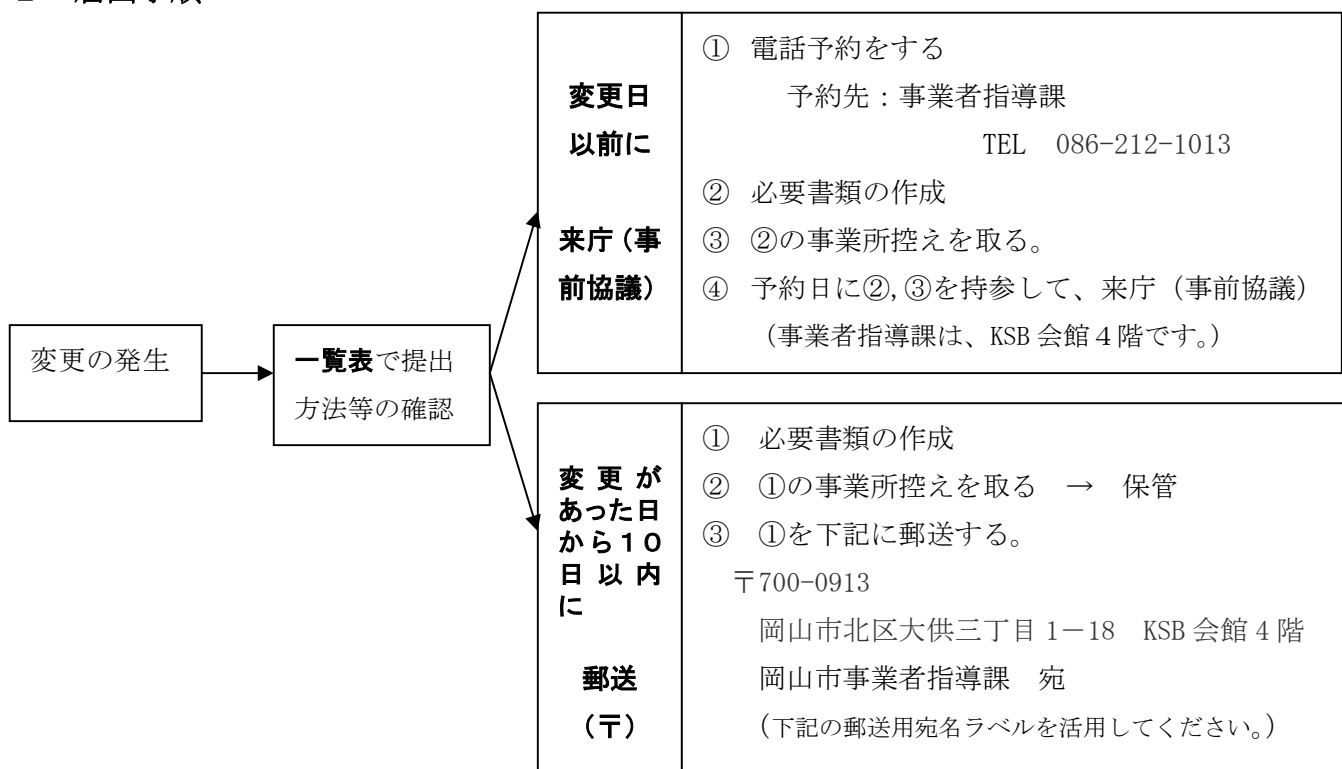 変更の発生
一覧表で提出
方法等の確認
変更日
以前に
来庁（事
前協議）
① 電話予約をする
予約先：事業者指導課
TEL 086-212-1013
② 必要書類の作成
③ ②の事業所控えを取る。
④ 予約日に②,③を持参して、来庁（事前協議）
（事業者指導課は、KSB会館４階です。）
変更が
あった日
から１０
日以内
に
郵送
（〒）
① 必要書類の作成
② ①の事業所控えを取る → 保管
③ ①を下記に郵送する。
〒700-0913
岡山市北区大供三丁目1－18 KSB会館4階
岡山市事業者指導課 宛
（下記の郵送用宛名ラベルを活用してください。）